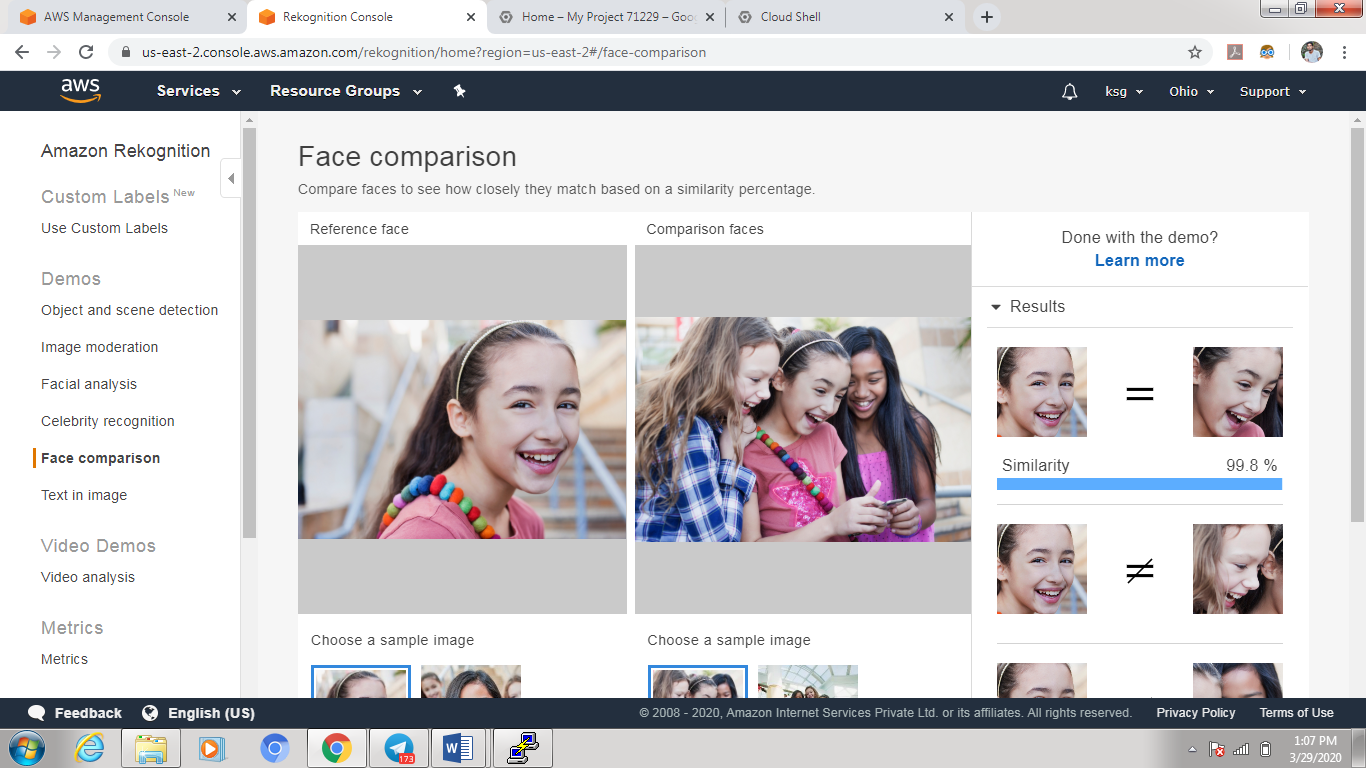 AWS Management Console
Rekognition Console
Home – My Project 71229 – Goo
Cloud Shell
us-east-2.console.aws.amazon.com/rekognition/home?region=us-east-2#/face-comparison
aws
Services
Resource Groups
ksg
Ohio
Support
Amazon Rekognition
Custom Labels New
Use Custom Labels
Demos
Object and scene detection
Image moderation
Facial analysis
Celebrity recognition
Face comparison
Text in image
Video Demos
Video analysis
Metrics
Metrics
Face comparison
Compare faces to see how closely they match based on a similarity percentage.
Reference face
Comparison faces
Choose a sample image
Choose a sample image
Done with the demo?
Learn more
Results
=
Similarity 99.8 %
≠
Feedback
English (US)
© 2008 - 2020, Amazon Internet Services Private Ltd. or its affiliates. All rights reserved.
Privacy Policy
Terms of Use
173
1:07 PM
3/29/2020